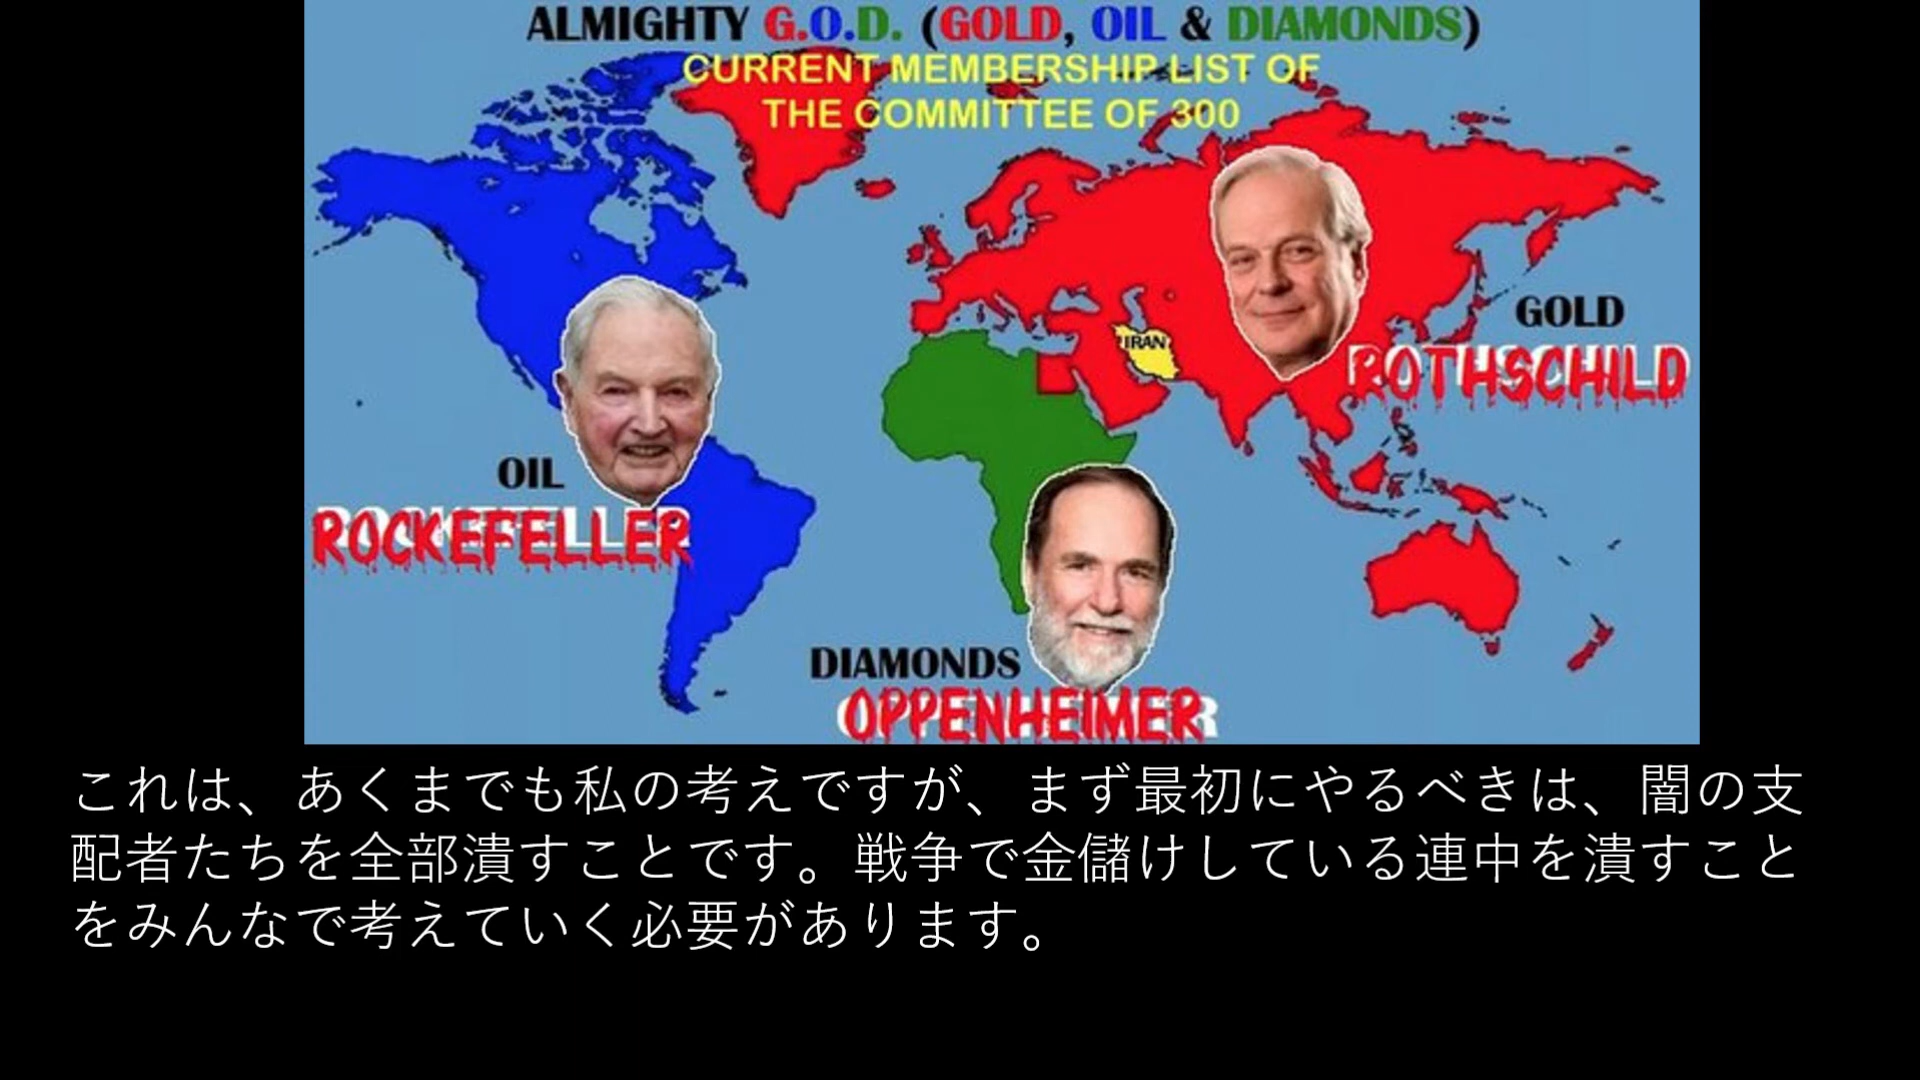 ALMIGHTY G.O.D. (GOLD, OIL & DIAMONDS)
CURRENT MEMBERSHIP LIST OF
THE COMMITTEE OF 300
IRAN
GOLD
ROTHSCHILD
OIL
ROCKEFELLER
DIAMONDS
OPPENHEIMER
これは、あくまでも私の考えですが、まず最初にやるべきは、闇の支
配者たちを全部潰すことです。戦争で金儲けしている連中を潰すこと
をみんなで考えていく必要があります。